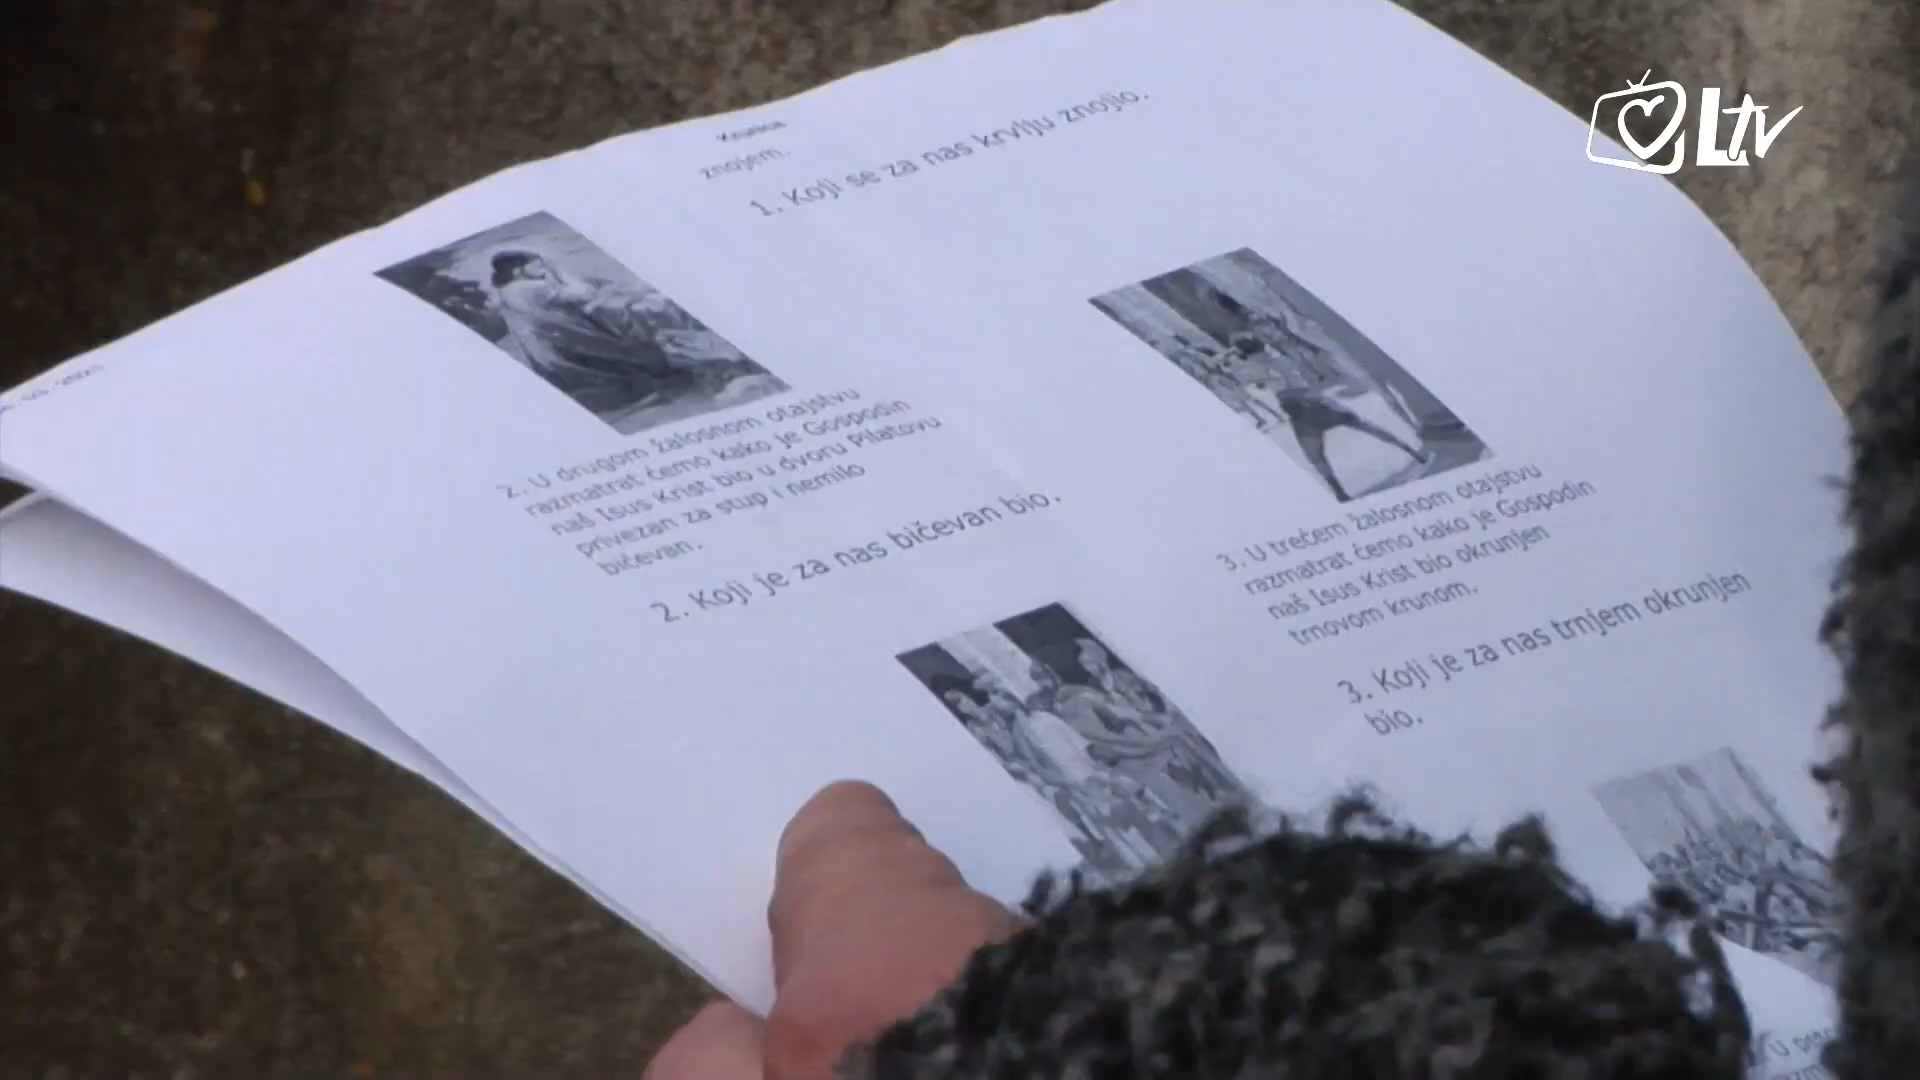 Krunica
znojem.
1. Koji se za nas krvlju znojio.
2. U drugom žalosnom otajstvu
razmatrat ćemo kako je Gospodin
naš Isus Krist bio u dvoru Pilatovu
privezan za stup i nemilo
bičevan.
2. Koji je za nas bičevan bio.
3. U trećem žalosnom otajstvu
razmatrat ćemo kako je Gospodin
naš Isus Krist bio okrunjen
trnovom krunom.
3. Koji je za nas trnjem okrunjen
bio.
LTV